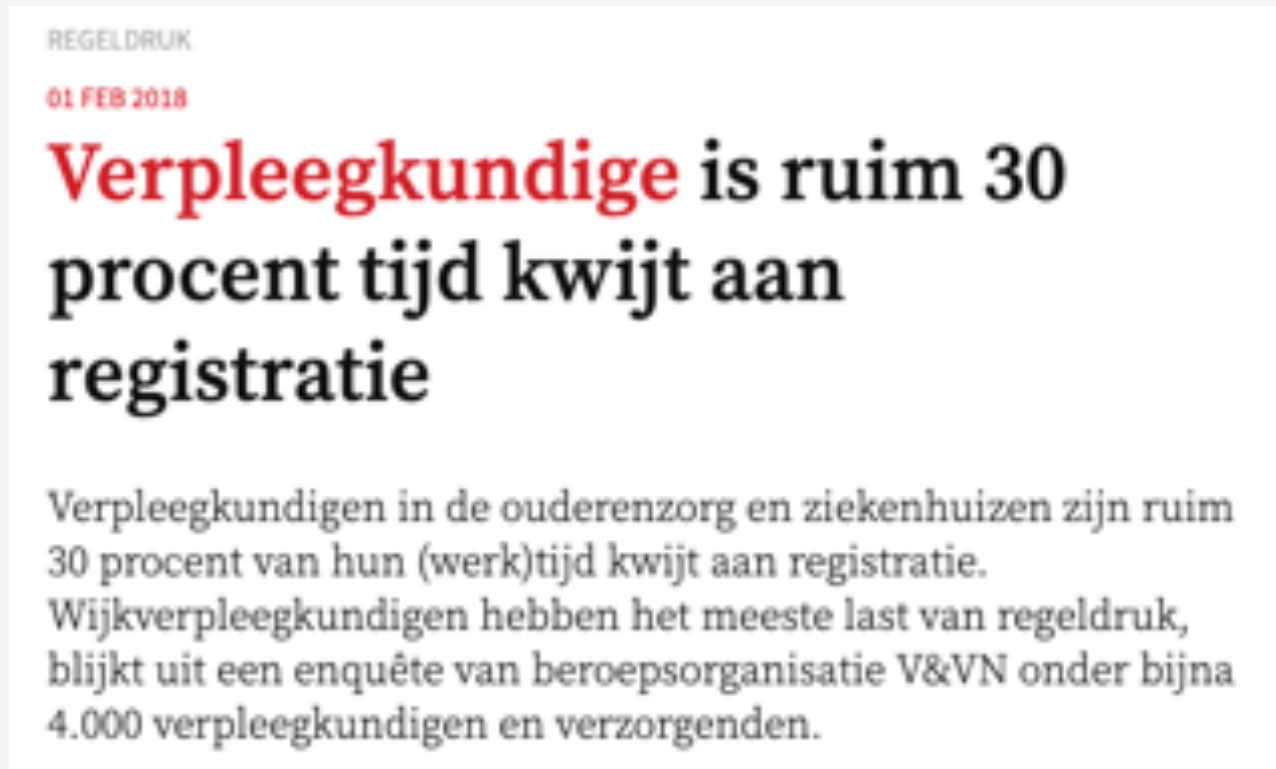 REGELDRUK
01 FEB 2018
Verpleegkundige is ruim 30
procent tijd kwijt aan
registratie
Verpleegkundigen in de ouderenzorg en ziekenhuizen zijn ruim
30 procent van hun (werk)tijd kwijt aan registratie.
Wijkverpleegkundigen hebben het meeste last van regeldruk,
blijkt uit een enquête van beroepsorganisatie V&VN onder bijna
4.000 verpleegkundigen en verzorgenden.